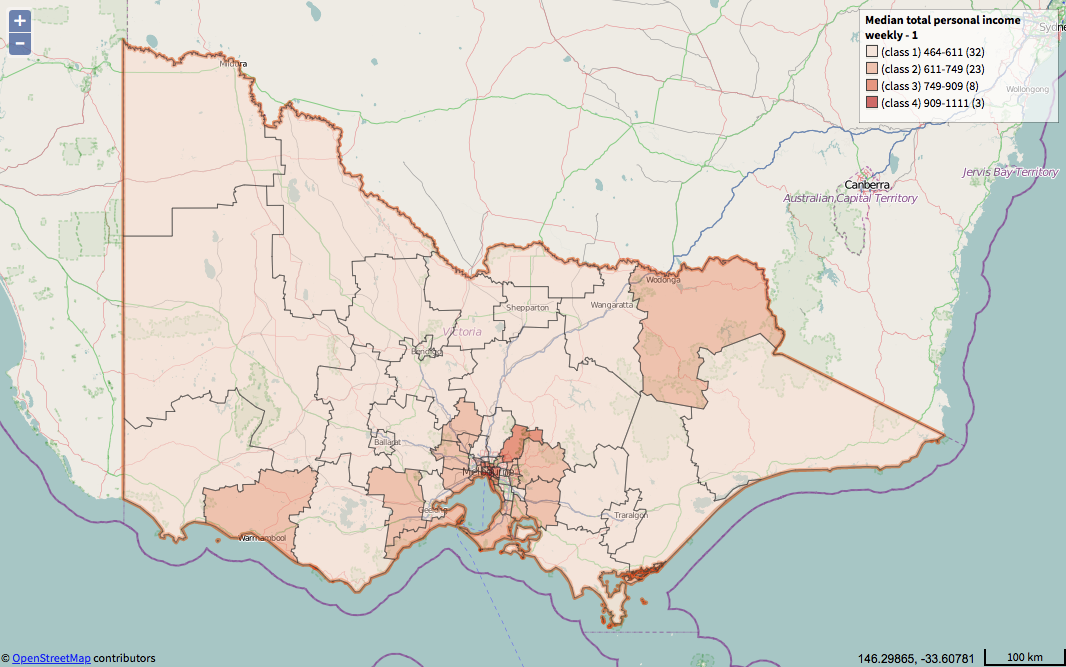 +
−
Median total personal income
weekly - 1
(class 1) 464-611 (32)
(class 2) 611-749 (23)
(class 3) 749-909 (8)
(class 4) 909-1111 (3)
Wollongong
Mildura
Canberra
Jervis Bay Territory
Australian Capital Territory
Wodonga
Wangaratta
Shepparton
Victoria
Bendigo
Ballarat
Melbourne
Geelong
Traralgon
Warrnambool
© OpenStreetMap contributors
146.29865, -33.60781
100 km